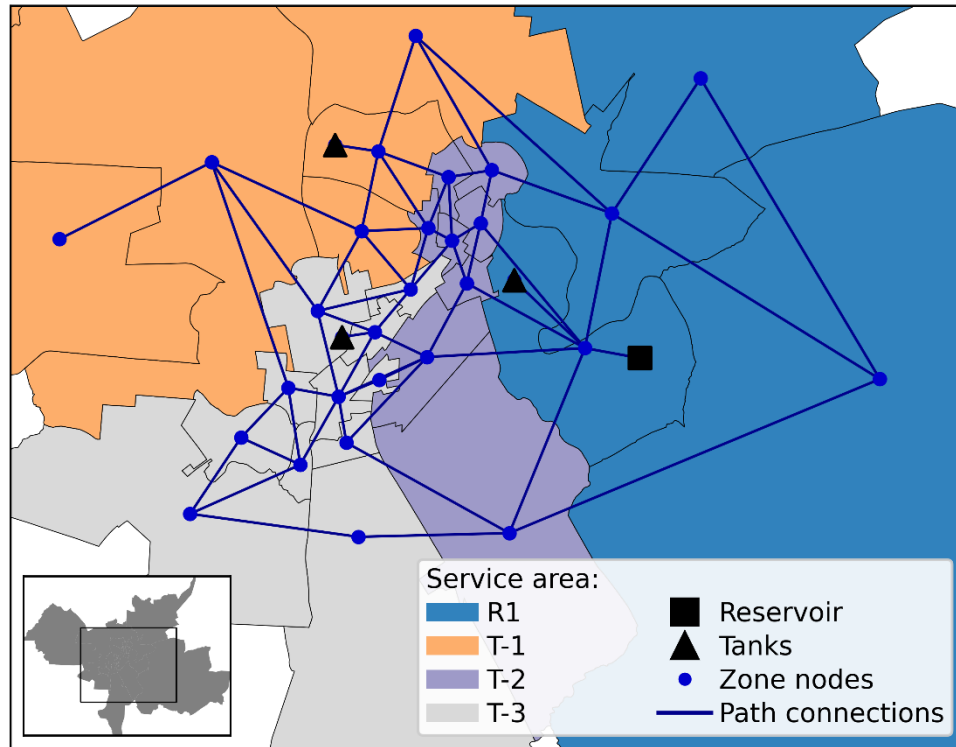 Service area:
R1
T-1
T-2
T-3
Reservoir
Tanks
Zone nodes
Path connections